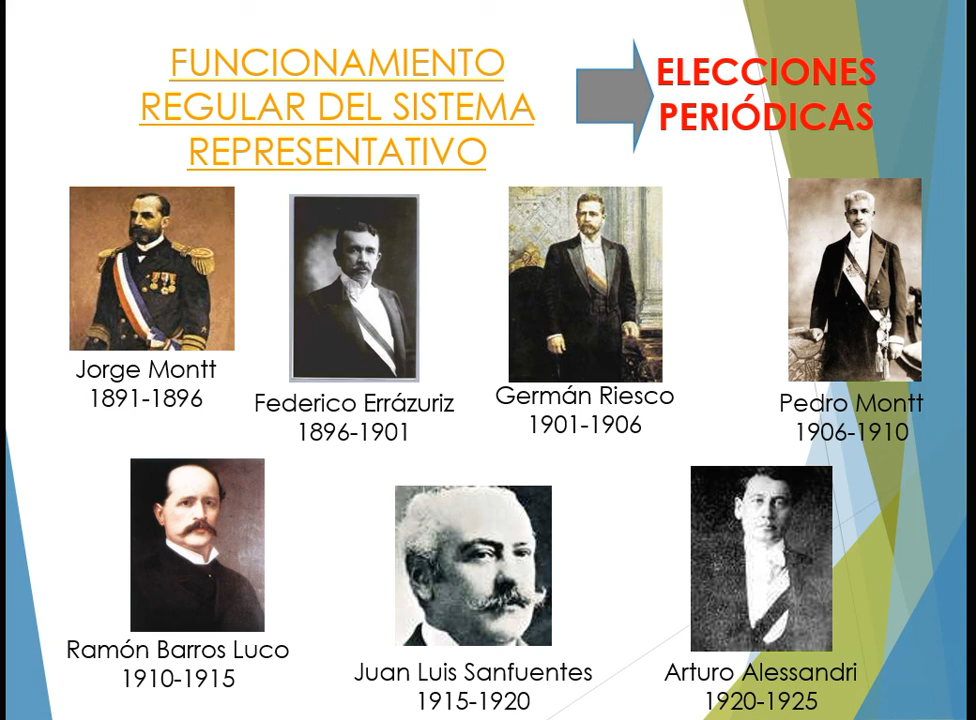 FUNCIONAMIENTO
REGULAR DEL SISTEMA
REPRESENTATIVO
ELECCIONES
PERIÓDICAS
Jorge Montt
1891-1896
Federico Errázuriz
1896-1901
Germán Riesco
1901-1906
Pedro Montt
1906-1910
Ramón Barros Luco
1910-1915
Juan Luis Sanfuentes
1915-1920
Arturo Alessandri
1920-1925